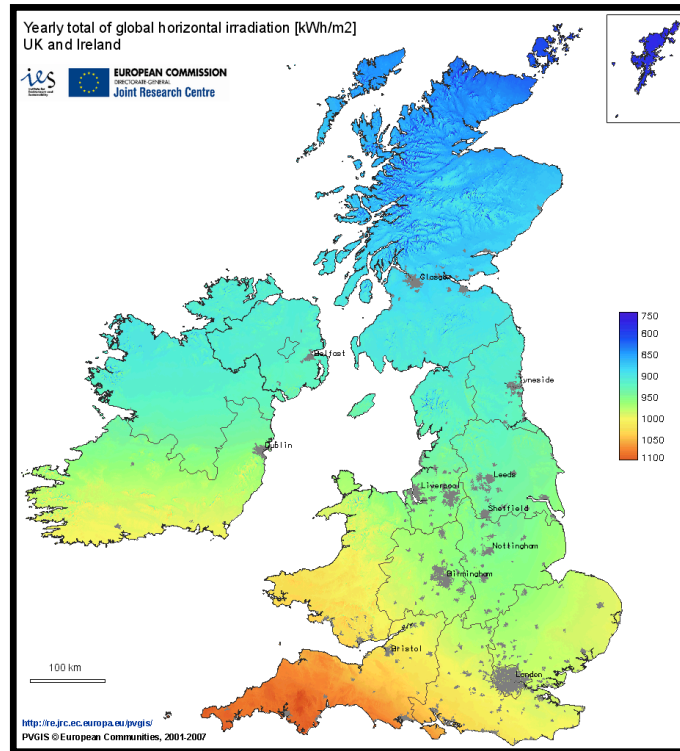 Yearly total of global horizontal irradiation [kWh/m2]
UK and Ireland
ies
EUROPEAN COMMISSION
DIRECTORATE-GENERAL
Joint Research Centre
Glasgow
Belfast
Tyneside
Dublin
Leeds
Liverpool
Sheffield
Nottingham
Birmingham
Bristol
London
750
800
850
900
950
1000
1050
1100
100 km
http://re.jrc.ec.europa.eu/pvgis/
PVGIS © European Communities, 2001-2007